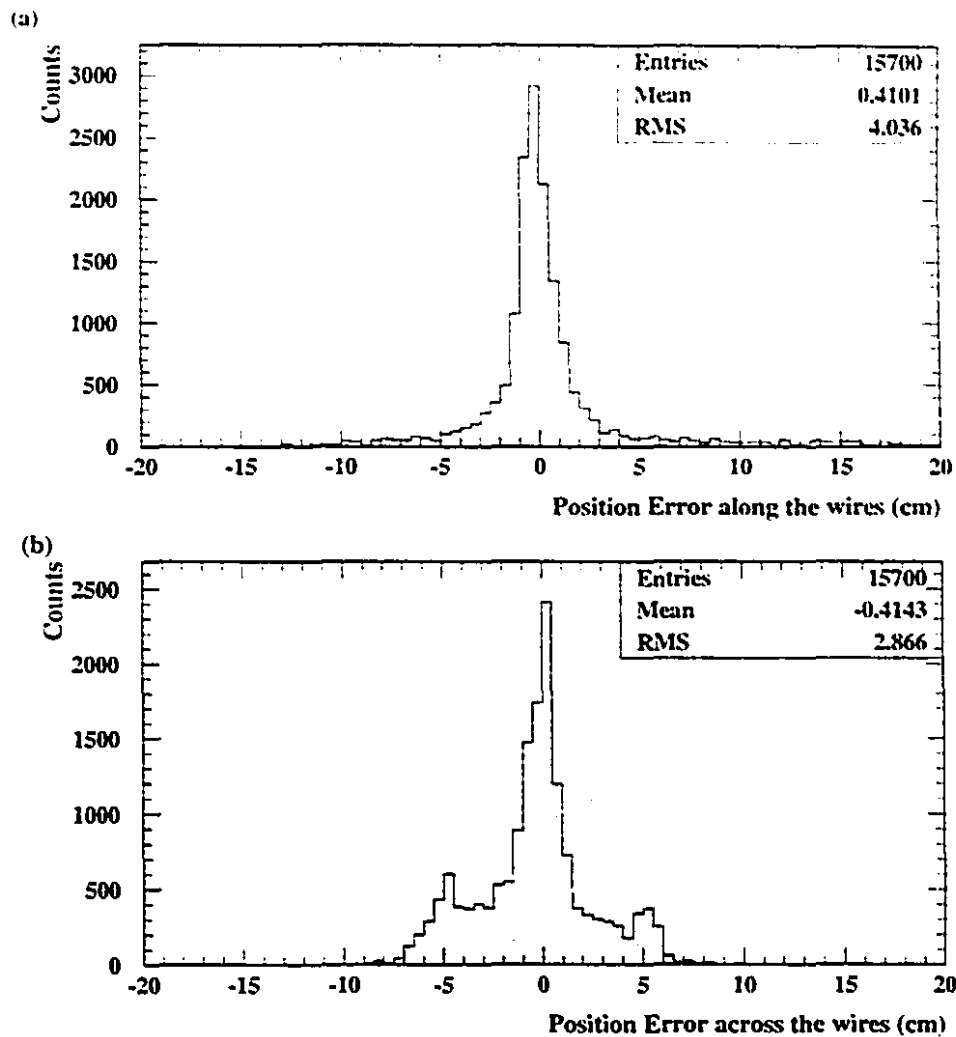 (a)
Counts
3000
2500
2000
1500
1000
500
0
Entries 15700
Mean 0.4101
RMS 4.036
-20 -15 -10 -5 0 5 10 15 20
Position Error along the wires (cm)
(b)
Counts
2500
2000
1500
1000
500
0
Entries 15700
Mean -0.4143
RMS 2.866
-20 -15 -10 -5 0 5 10 15 20
Position Error across the wires (cm)